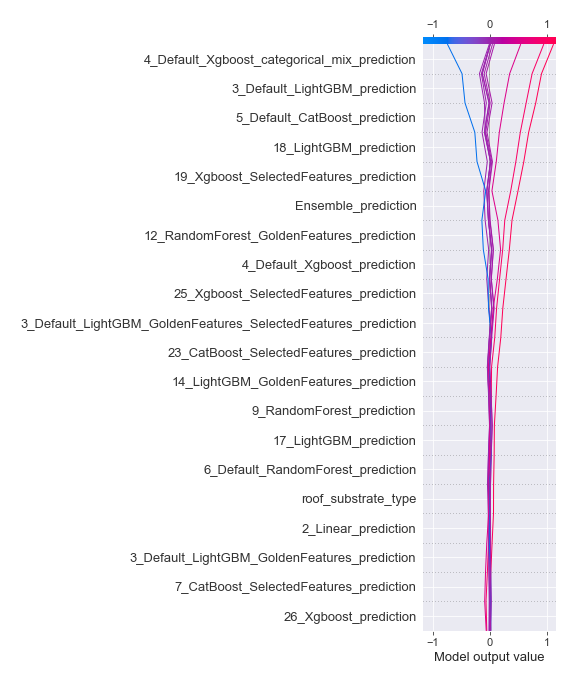 −1 0 1
4_Default_Xgboost_categorical_mix_prediction
3_Default_LightGBM_prediction
5_Default_CatBoost_prediction
18_LightGBM_prediction
19_Xgboost_SelectedFeatures_prediction
Ensemble_prediction
12_RandomForest_GoldenFeatures_prediction
4_Default_Xgboost_prediction
25_Xgboost_SelectedFeatures_prediction
3_Default_LightGBM_GoldenFeatures_SelectedFeatures_prediction
23_CatBoost_SelectedFeatures_prediction
14_LightGBM_GoldenFeatures_prediction
9_RandomForest_prediction
17_LightGBM_prediction
6_Default_RandomForest_prediction
roof_substrate_type
2_Linear_prediction
3_Default_LightGBM_GoldenFeatures_prediction
7_CatBoost_SelectedFeatures_prediction
26_Xgboost_prediction
−1 0 1
Model output value